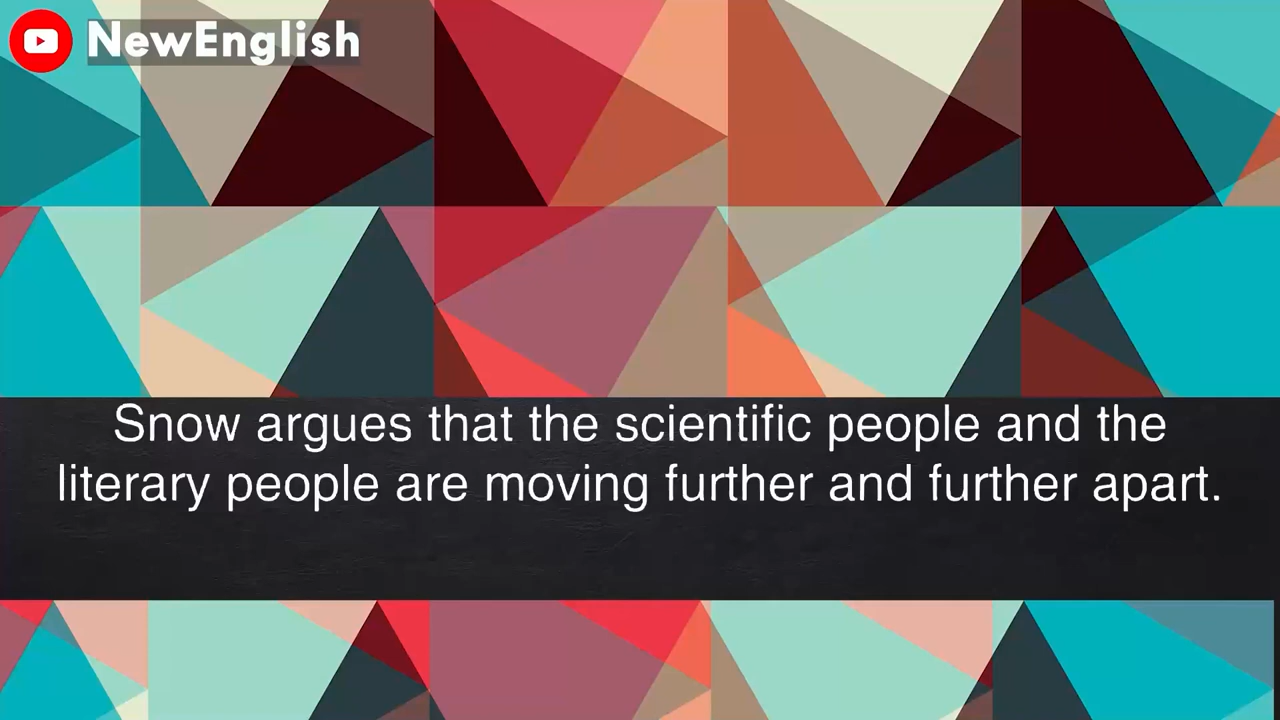 NewEnglish
Snow argues that the scientific people and the
literary people are moving further and further apart.